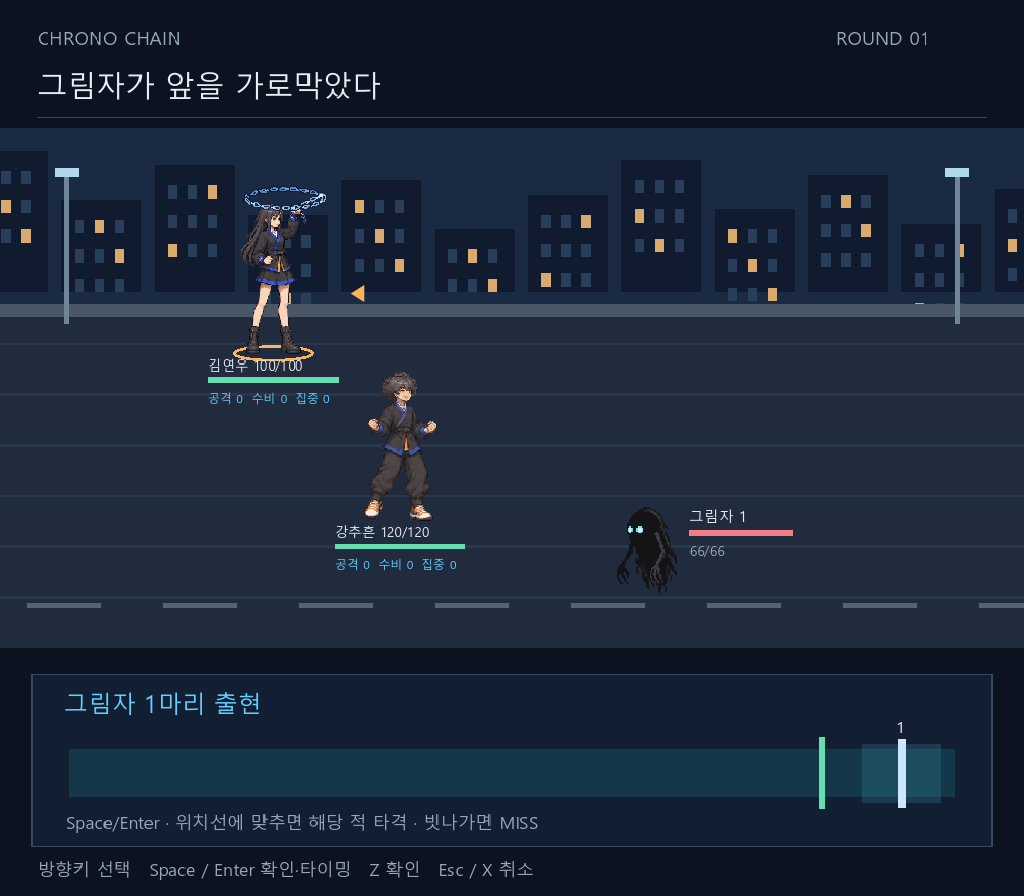 CHRONO CHAIN
ROUND 01
그림자가 앞을 가로막았다
김연우 100/100
공격 0 수비 0 집중 0
강추흔 120/120
공격 0 수비 0 집중 0
그림자 1
66/66
그림자 1마리 출현
1
Space/Enter · 위치선에 맞추면 해당 적 타격 · 빗나가면 MISS
방향키 선택 Space / Enter 확인·타이밍 Z 확인 Esc / X 취소